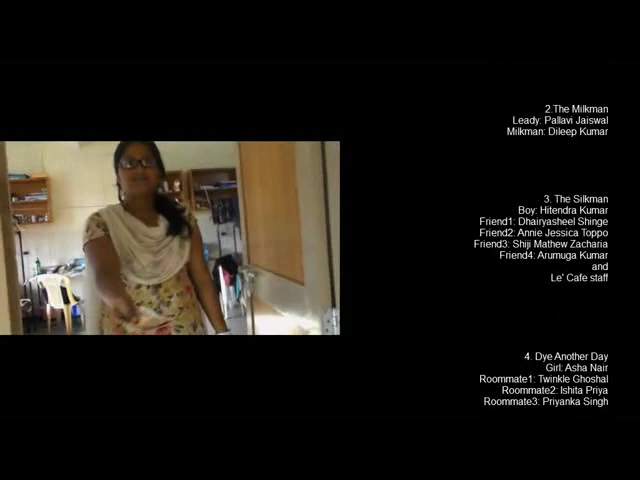 2.The Milkman
Leady: Pallavi Jaiswal
Milkman: Dileep Kumar
3. The Silkman
Boy: Hitendra Kumar
Friend1: Dhairyasheel Shinge
Friend2: Annie Jessica Toppo
Friend3: Shiji Mathew Zacharia
Friend4: Arumuga Kumar
and
Le' Cafe staff
4. Dye Another Day
Girl: Asha Nair
Roommate1: Twinkle Ghoshal
Roommate2: Ishita Priya
Roommate3: Priyanka Singh